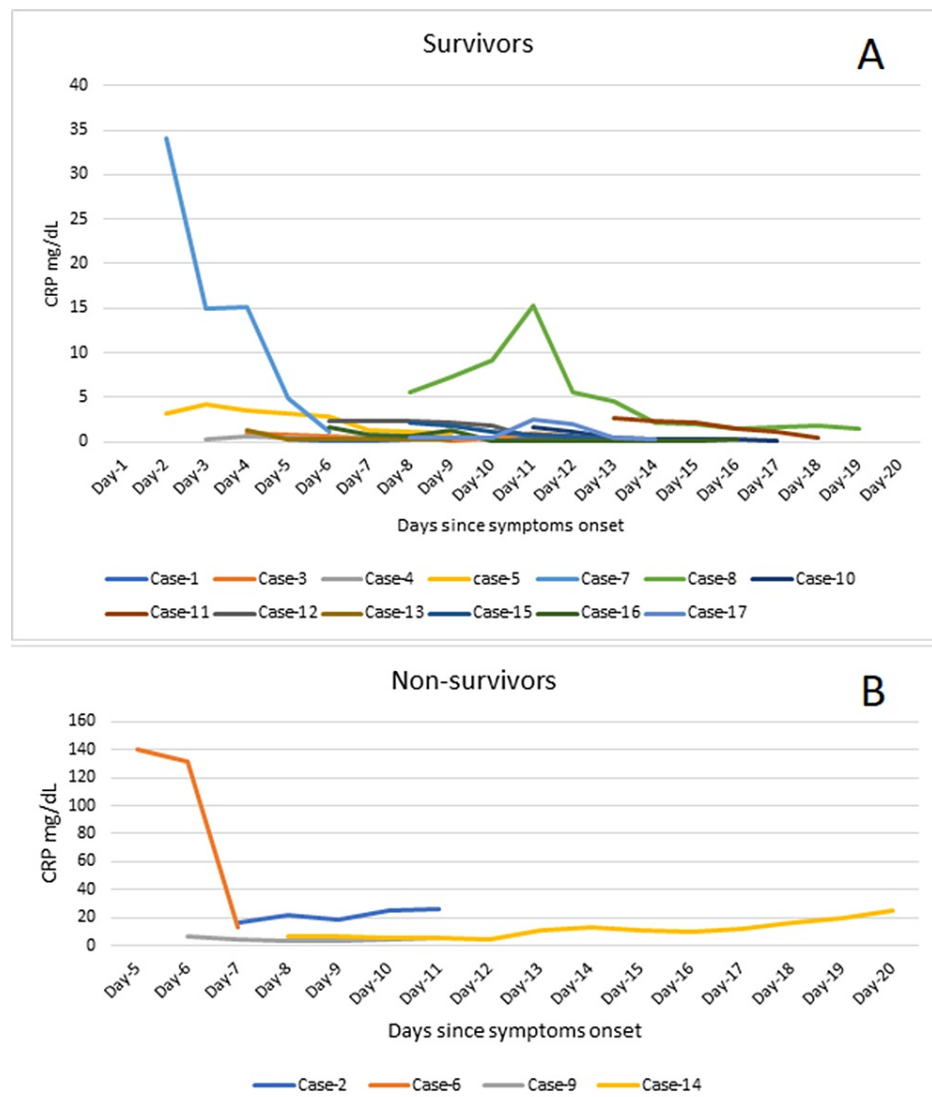 Survivors
A
40
35
30
25
20
15
10
5
0
CRP mg/dL
Day-1 Day-2 Day-3 Day-4 Day-5 Day-6 Day-7 Day-8 Day-9 Day-10 Day-11 Day-12 Day-13 Day-14 Day-15 Day-16 Day-17 Day-18 Day-19 Day-20
Days since symptoms onset
Case-1 Case-3 Case-4 case-5 Case-7 Case-8 Case-10
Case-11 Case-12 Case-13 Case-15 Case-16 Case-17
Non-survivors
B
160
140
120
100
80
60
40
20
0
CRP mg/dL
Day-5 Day-6 Day-7 Day-8 Day-9 Day-10 Day-11 Day-12 Day-13 Day-14 Day-15 Day-16 Day-17 Day-18 Day-19 Day-20
Days since symptoms onset
Case-2 Case-6 Case-9 Case-14